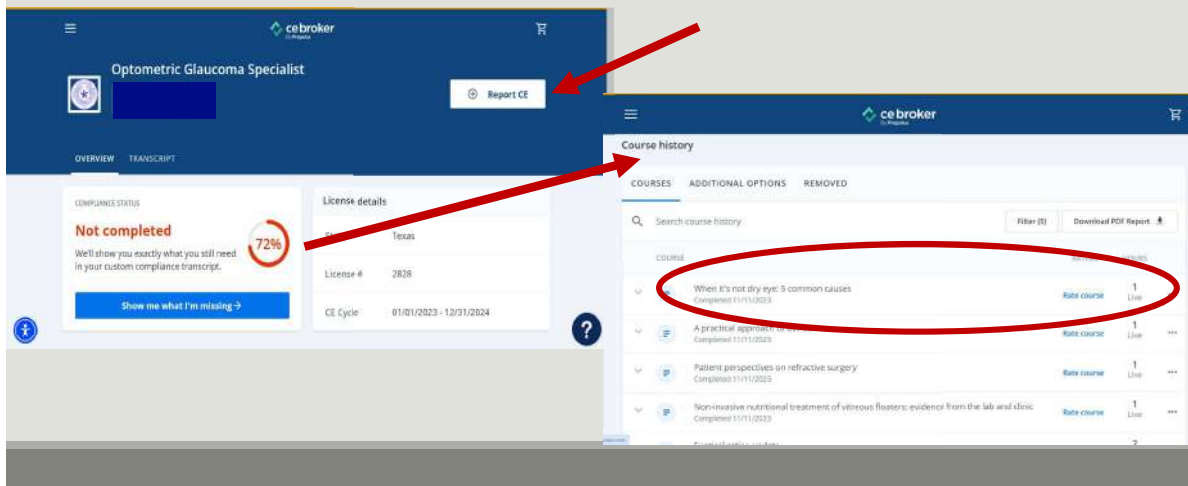 cebroker
Optometric Glaucoma Specialist
Report CE
OVERVIEW TRANSCRIPT
COMPLIANCE STATUS
Not completed
72%
We'll show you exactly what you still need
in your custom compliance transcript.
Show me what I'm missing →
License details
Texas
License # 2828
CE Cycle 01/01/2023 - 12/31/2024
?
cebroker
Course history
COURSES ADDITIONAL OPTIONS REMOVED
Search course history
Filter (0)
Download PDF Report
COURSE
HOURS
When it's not dry eye: 5 common causes
Completed 11/11/2023
Rate course
1
Live
A practical approach
Completed 11/11/2023
Rate course
1
Live
Patient perspectives on refractive surgery
Completed 11/11/2023
Rate course
1
Live
Non-invasive nutritional treatment of vitreous floaters: evidence from the lab and clinic
Completed 11/11/2023
Rate course
1
Live